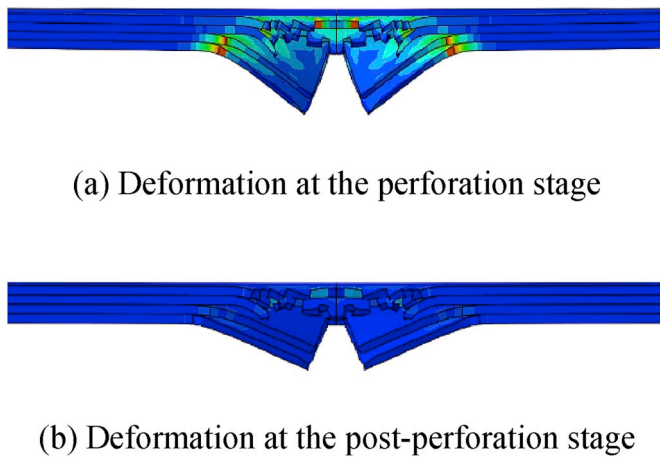 (a) Deformation at the perforation stage
(b) Deformation at the post-perforation stage